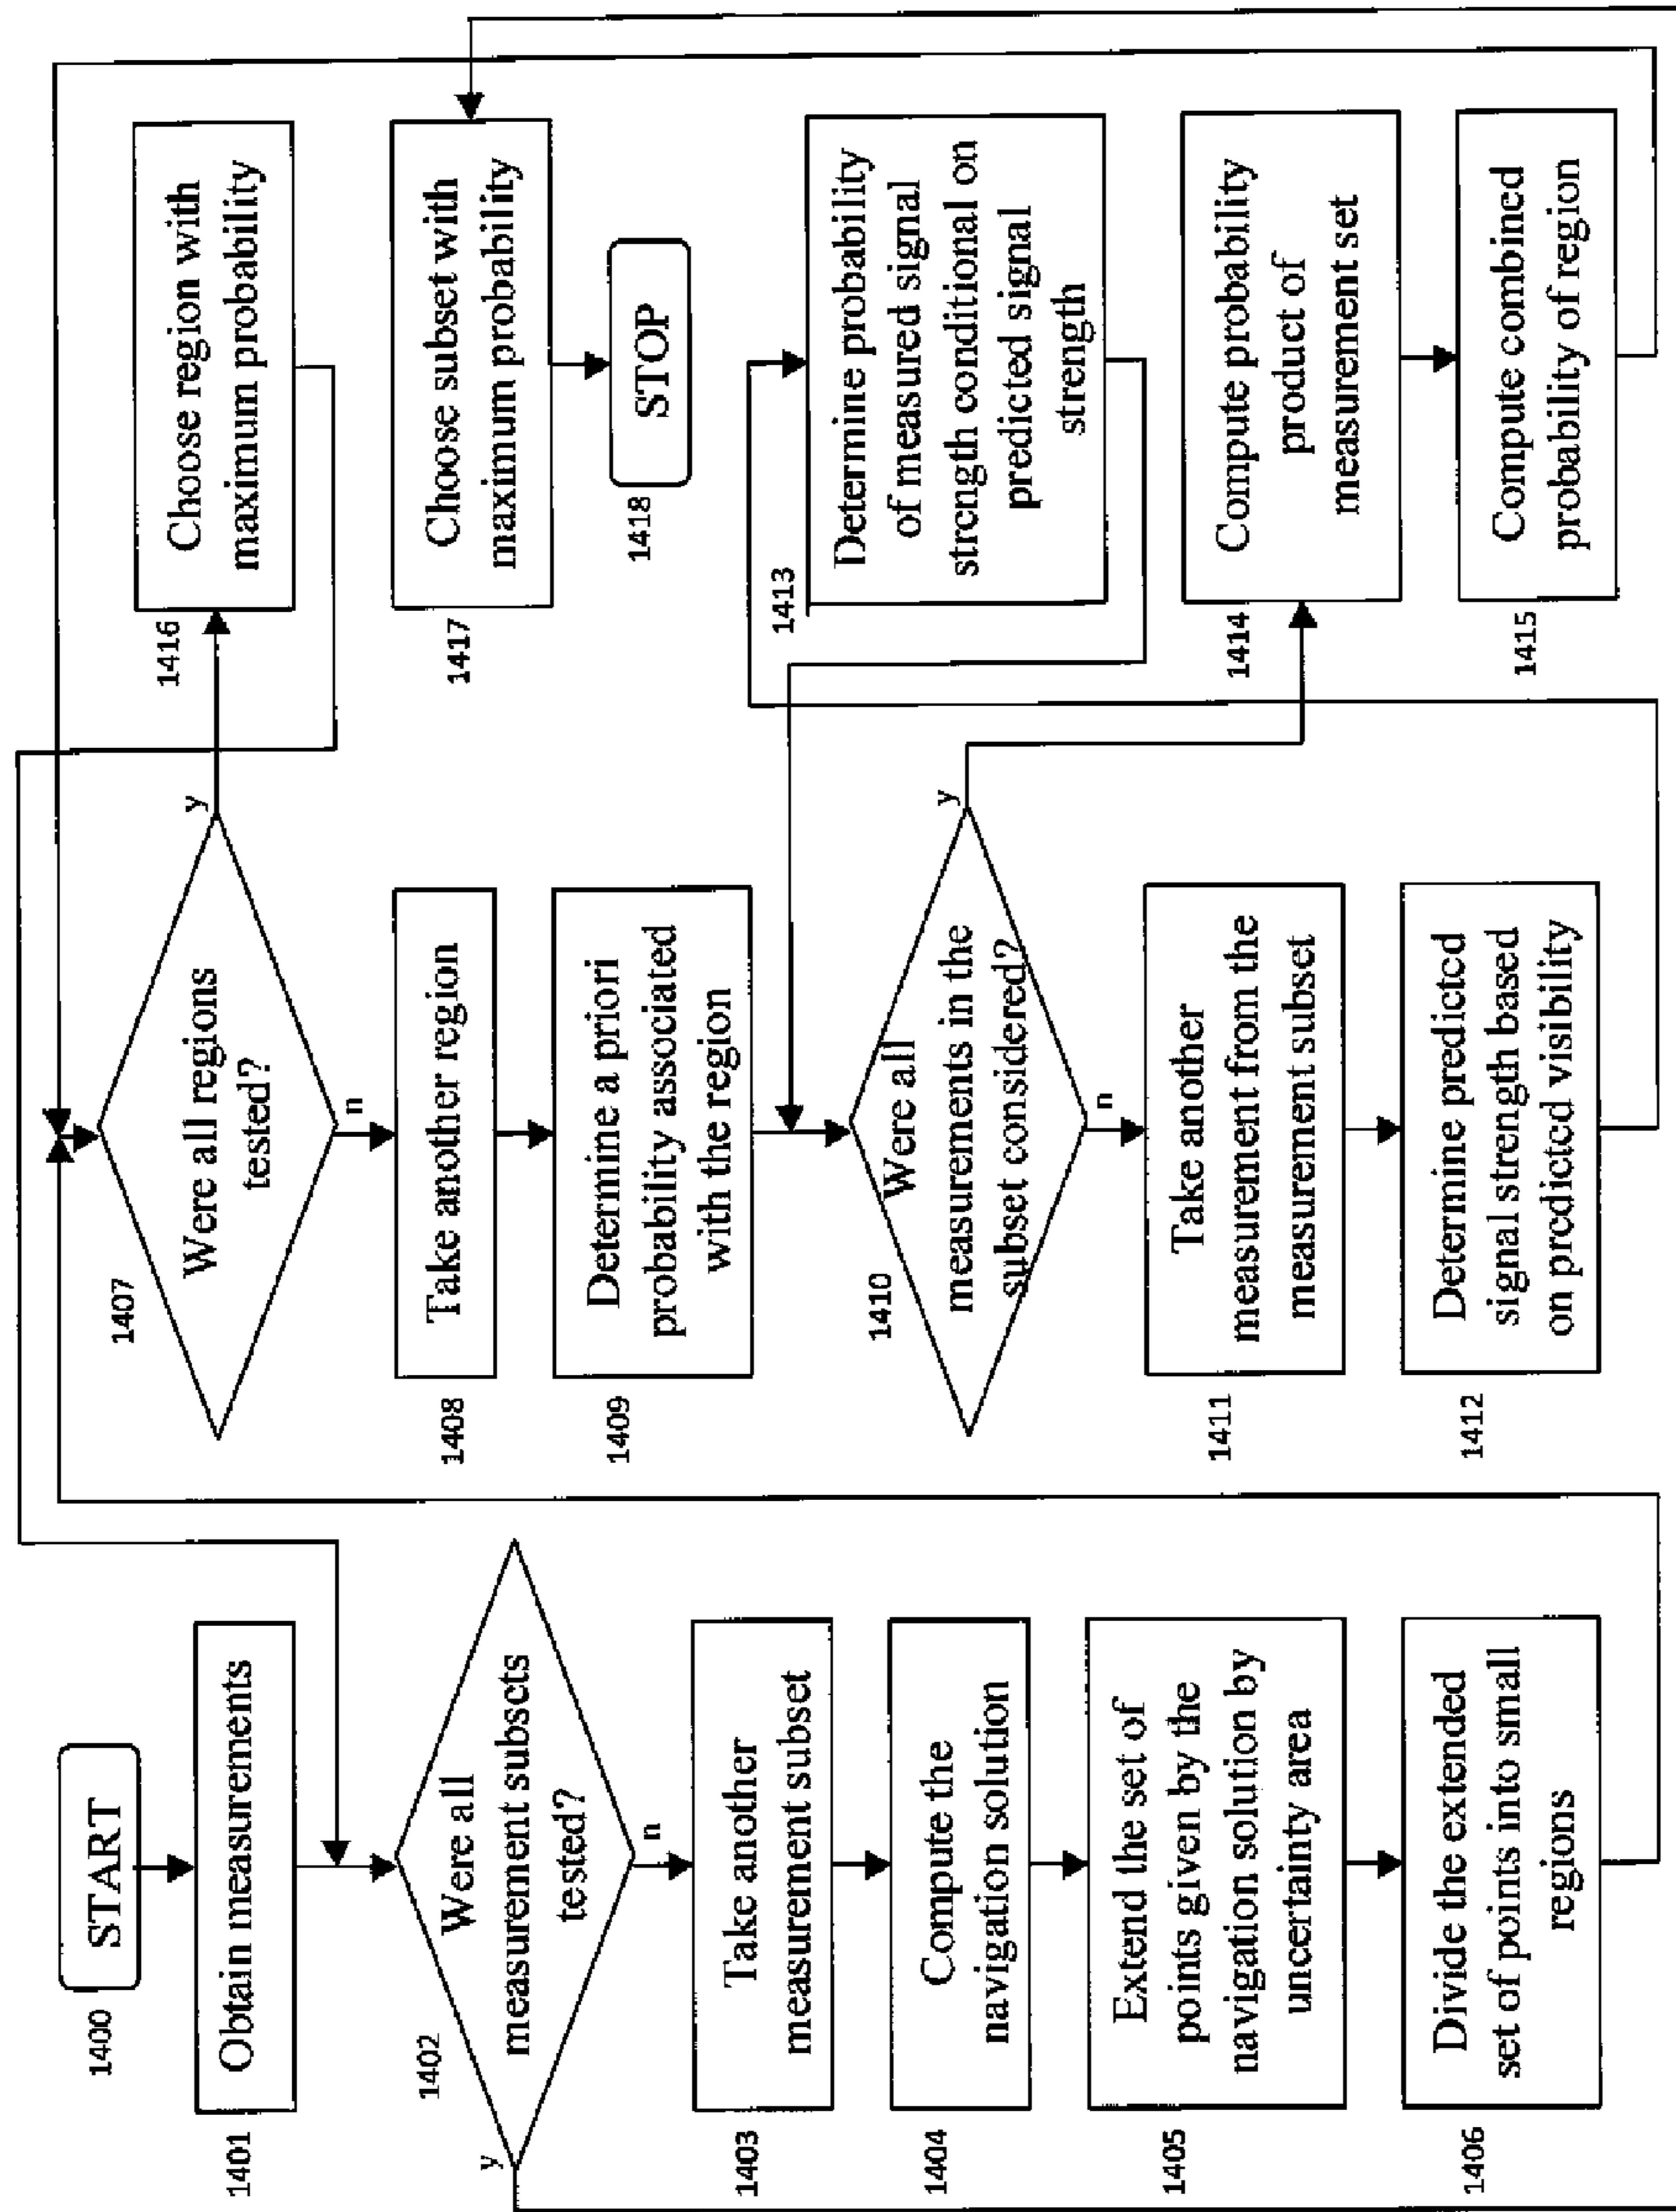 1400
START
1401
Obtain measurements
1402
Were all
measurement subsets
tested?
y
n
1403
Take another
measurement subset
1404
Compute the
navigation solution
1405
Extend the set of
points given by the
navigation solution by
uncertainty area
1406
Divide the extended
set of points into small
regions
1407
Were all regions
tested?
y
n
1408
Take another region
1409
Determine a priori
probability associated
with the region
1410
Were all
measurements in the
subset considered?
y
n
1411
Take another
measurement from the
measurement subset
1412
Determine predicted
signal strength based
on predicted visibility
1416
Choose region with
maximum probability
1417
Choose subset with
maximum probability
1418
STOP
1413
Determine probability
of measured signal
strength conditional on
predicted signal
strength
1414
Compute probability
product of
measurement set
1415
Compute combined
probability of region